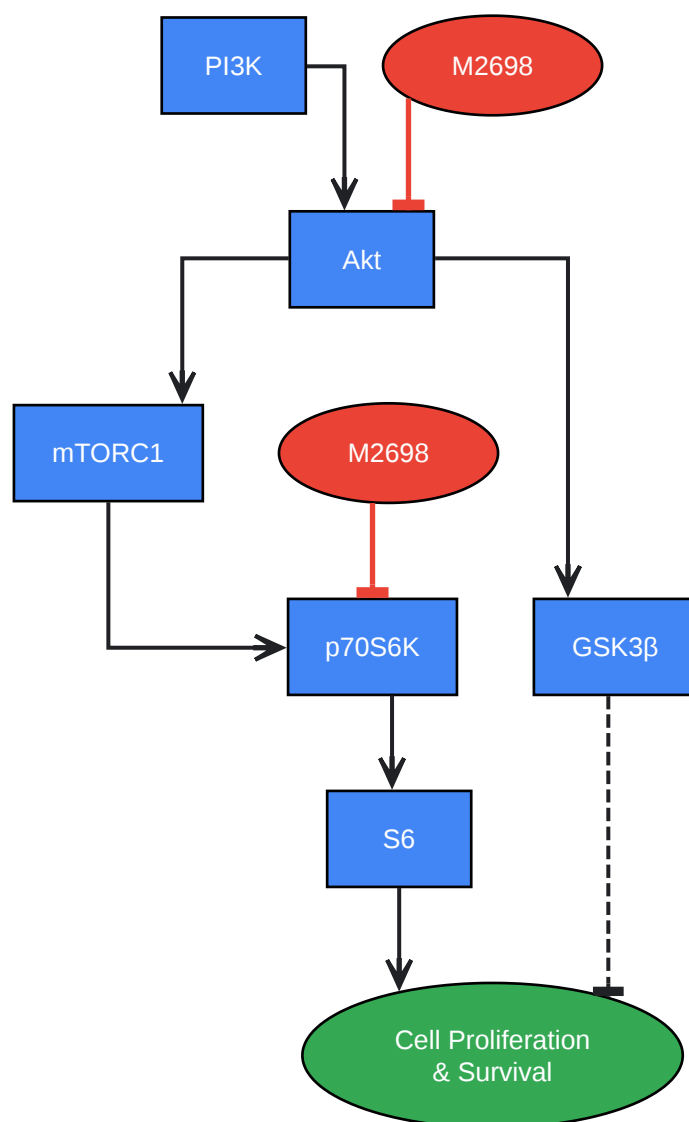 PI3K
M2698
Akt
mTORC1
M2698
p70S6K
GSK3β
S6
Cell Proliferation
& Survival